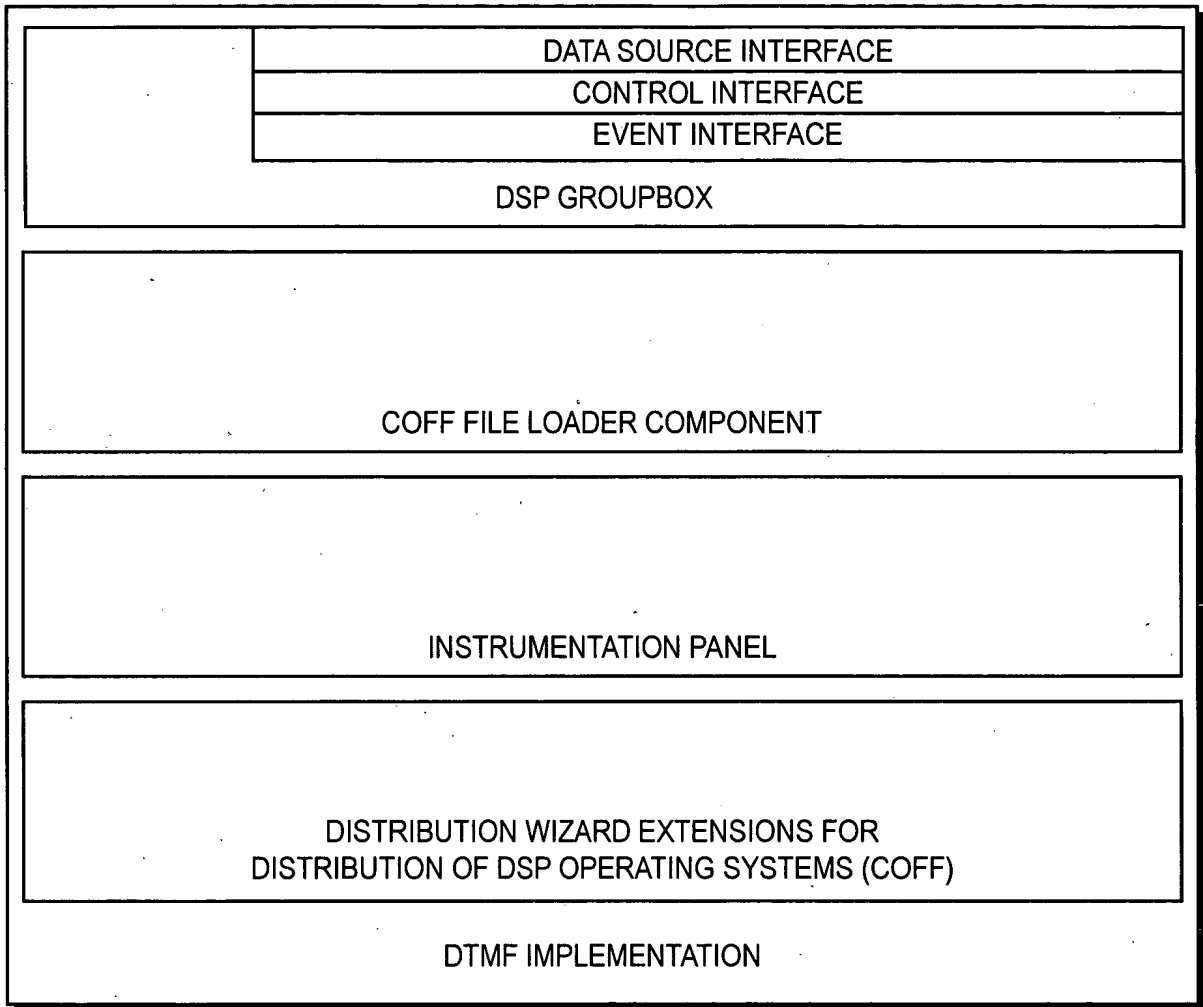 DATA SOURCE INTERFACE
CONTROL INTERFACE
EVENT INTERFACE
DSP GROUPBOX
COFF FILE LOADER COMPONENT
INSTRUMENTATION PANEL
DISTRIBUTION WIZARD EXTENSIONS FOR
DISTRIBUTION OF DSP OPERATING SYSTEMS (COFF)
DTMF IMPLEMENTATION